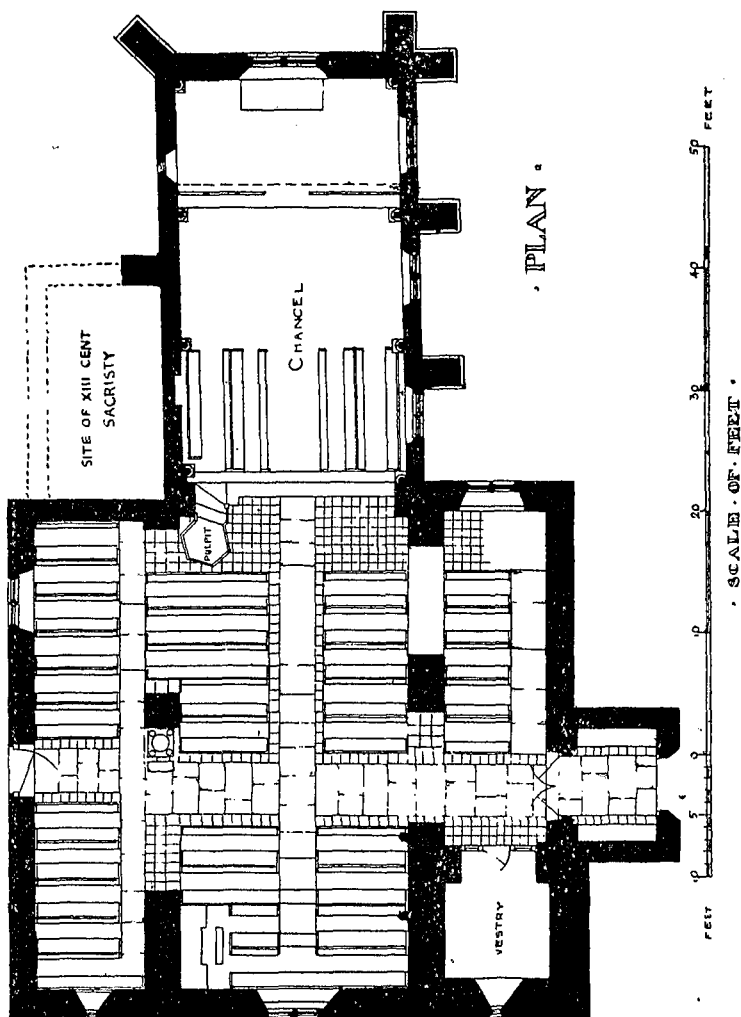 SITE OF XIII CENT
SACRISTY
CHANCEL
· PLAN ·
PULPIT
VESTRY
FEET
50
40
30
20
10
0
5
10
FEET
· SCALE · OF · FEET ·